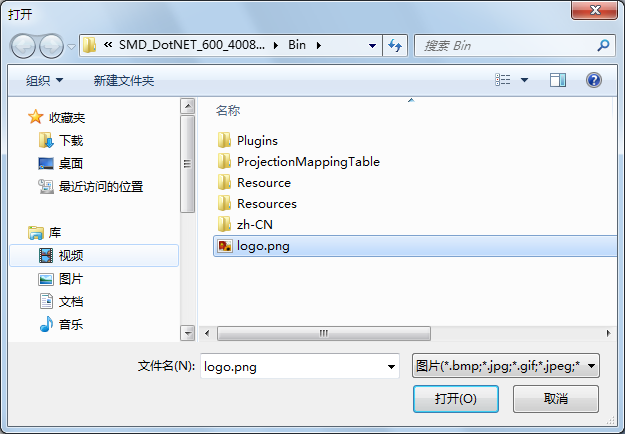 打开
« SMD_DotNET_600_4008... Bin
搜索 Bin
组织 新建文件夹
名称
收藏夹
下载
桌面
最近访问的位置
库
视频
图片
文档
音乐
Plugins
ProjectionMappingTable
Resource
Resources
zh-CN
logo.png
文件名(N): logo.png 图片(*.bmp;*.jpg;*.gif;*.jpeg;*
打开(O) 取消